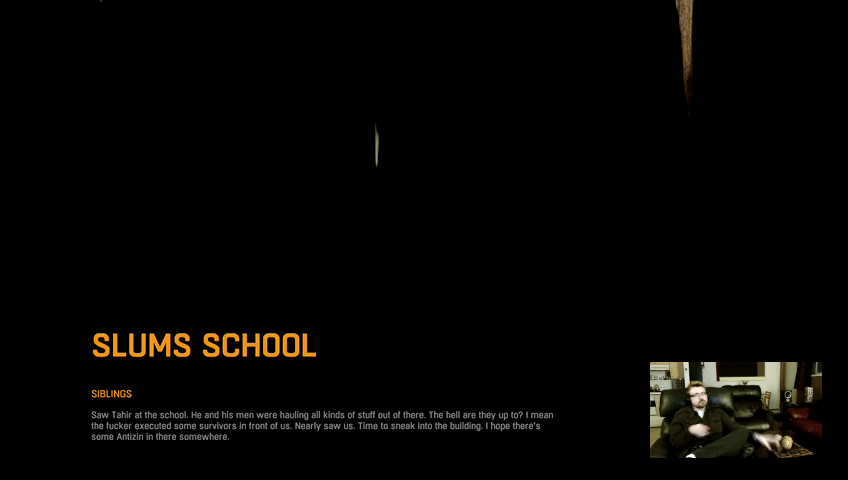 SLUMS SCHOOL
SIBLINGS
Saw Tahir at the school. He and his men were hauling all kinds of stuff out of there. The hell are they up to? I mean
the fucker executed some survivors in front of us. Nearly saw us. Time to sneak into the building. I hope there's
some Antizin in there somewhere.